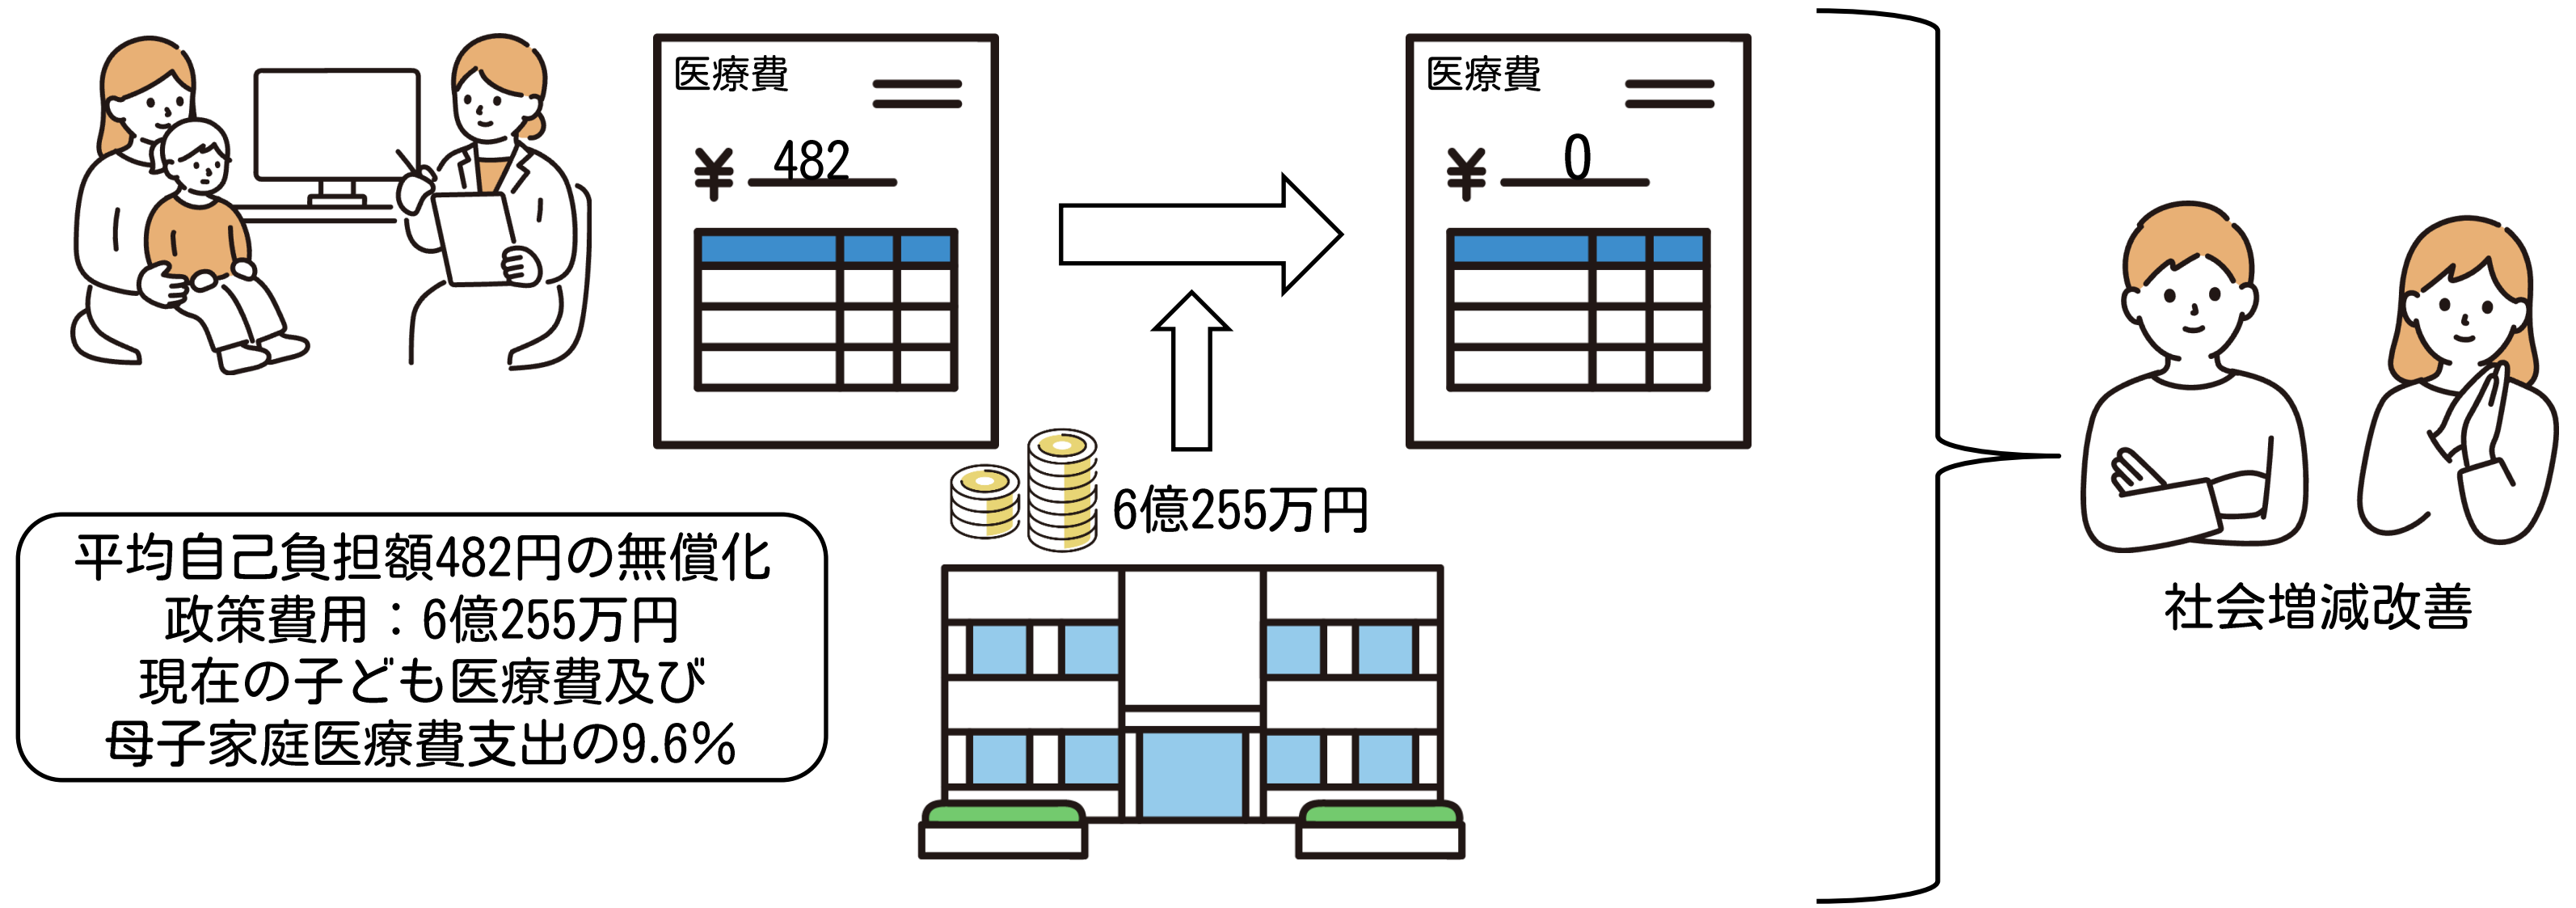 医療費
¥ 482
医療費
¥ 0
6億255万円
平均自己負担額482円の無償化
政策費用：6億255万円
現在の子ども医療費及び
母子家庭医療費支出の9.6%
社会増減改善